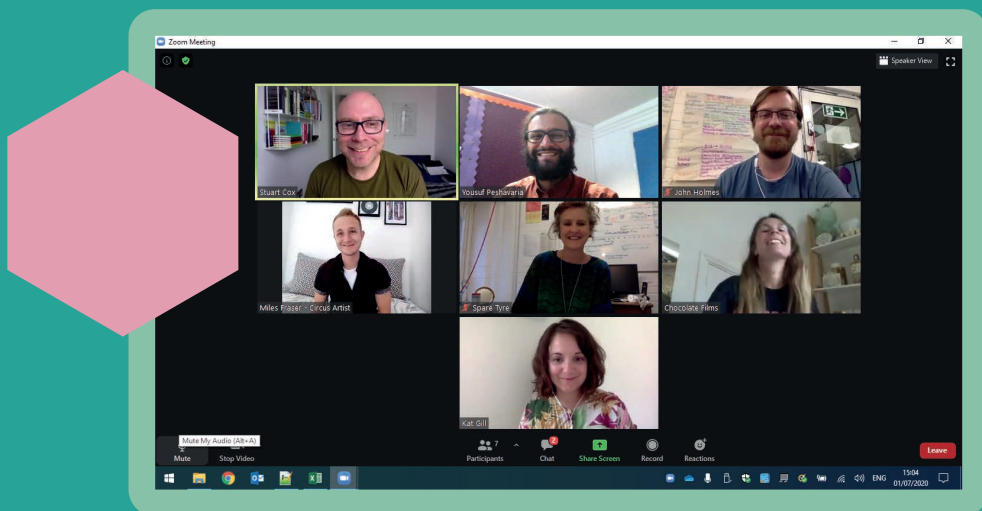 Zoom Meeting
Speaker View
Stuart Cox
Yousuf Peshavaria
John Holmes
Miles Fraser - Circus Artist
Spare Tyre
Chocolate Films
Kat Gill
Mute My Audio (Alt+A)
7
2
Mute
Stop Video
Participants
Chat
Share Screen
Record
Reactions
Leave
ENG
15:04
01/07/2020